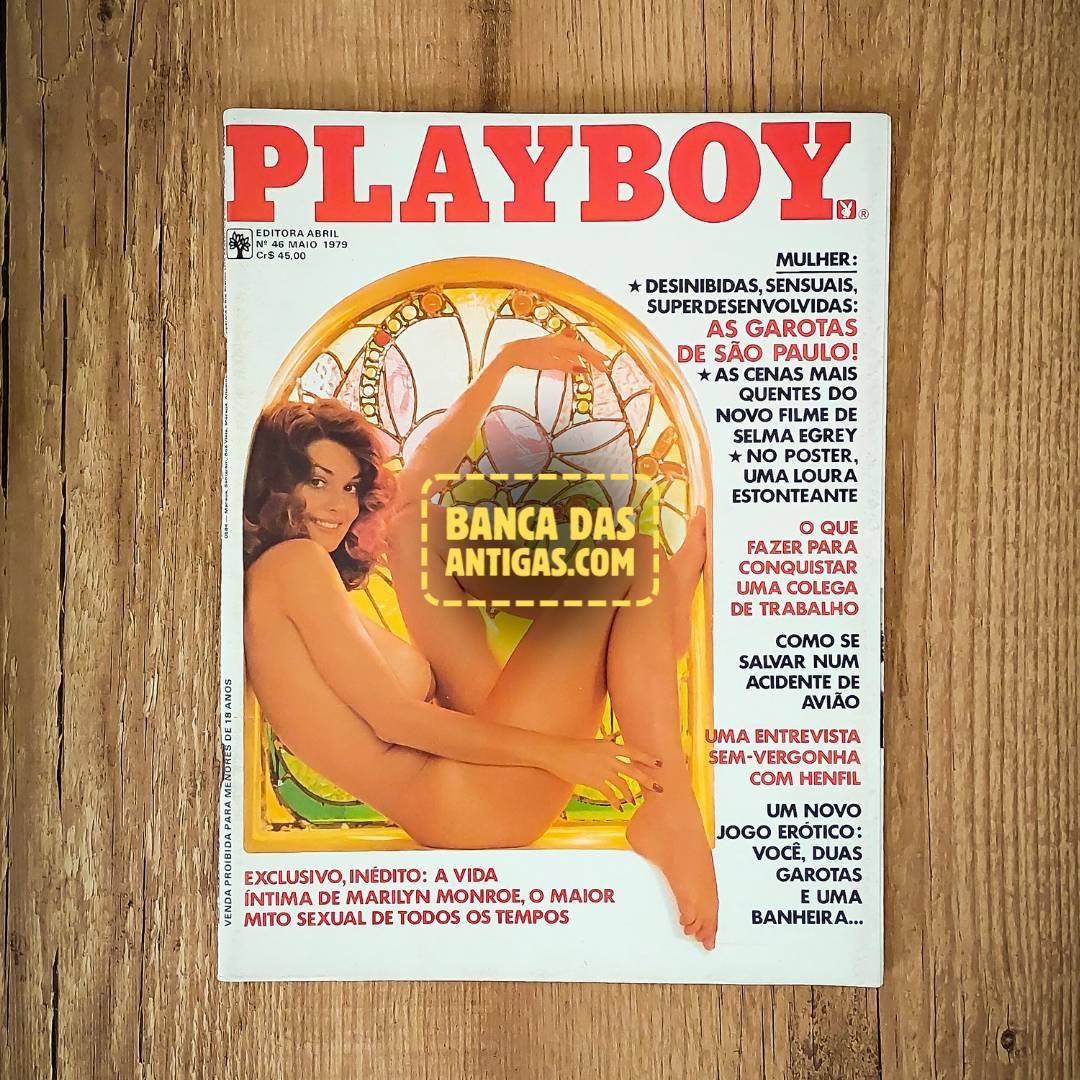 PLAYBOY
®
EDITORA ABRIL
Nº 46 MAIO 1979
Cr$ 45,00
MULHER:
★ DESINIBIDAS, SENSUAIS,
SUPERDESENVOLVIDAS:
AS GAROTAS
DE SÃO PAULO!
★ AS CENAS MAIS
QUENTES DO
NOVO FILME DE
SELMA EGREY
★ NO POSTER,
UMA LOURA
ESTONTEANTE
O QUE
FAZER PARA
CONQUISTAR
UMA COLEGA
DE TRABALHO
COMO SE
SALVAR NUM
ACIDENTE DE
AVIÃO
UMA ENTREVISTA
SEM-VERGONHA
COM HENFIL
UM NOVO
JOGO ERÓTICO:
VOCÊ, DUAS
GAROTAS
E UMA
BANHEIRA...
BANCA DAS
ANTIGAS.COM
EXCLUSIVO, INÉDITO: A VIDA
ÍNTIMA DE MARILYN MONROE, O MAIOR
MITO SEXUAL DE TODOS OS TEMPOS
VENDA PROIBIDA PARA MENORES DE 18 ANOS